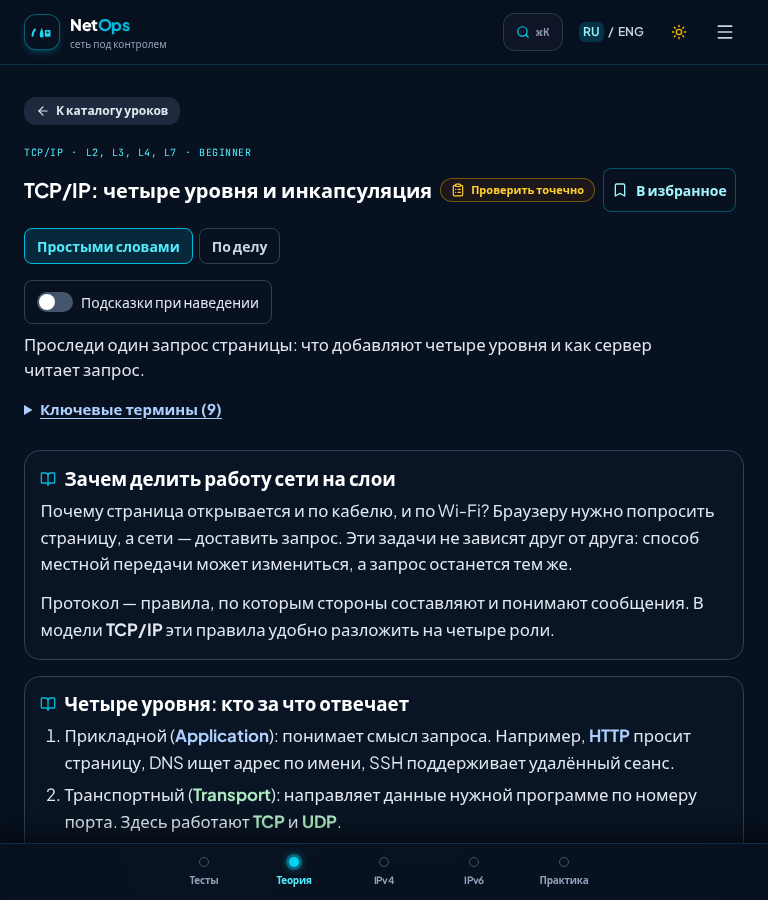 NetOps
сеть под контролем
⌘K
RU / ENG
← К каталогу уроков
TCP/IP · L2, L3, L4, L7 · BEGINNER
TCP/IP: четыре уровня и инкапсуляция
Проверить точечно
В избранное
Простыми словами
По делу
Подсказки при наведении
Проследи один запрос страницы: что добавляют четыре уровня и как сервер
читает запрос.
Ключевые термины (9)
Зачем делить работу сети на слои
Почему страница открывается и по кабелю, и по Wi-Fi? Браузеру нужно попросить
страницу, а сети — доставить запрос. Эти задачи не зависят друг от друга: способ
местной передачи может измениться, а запрос останется тем же.
Протокол — правила, по которым стороны составляют и понимают сообщения. В
модели TCP/IP эти правила удобно разложить на четыре роли.
Четыре уровня: кто за что отвечает
1. Прикладной (Application): понимает смысл запроса. Например, HTTP просит
страницу, DNS ищет адрес по имени, SSH поддерживает удалённый сеанс.
2. Транспортный (Transport): направляет данные нужной программе по номеру
порта. Здесь работают TCP и UDP.
Тесты
Теория
IPv4
IPv6
Практика